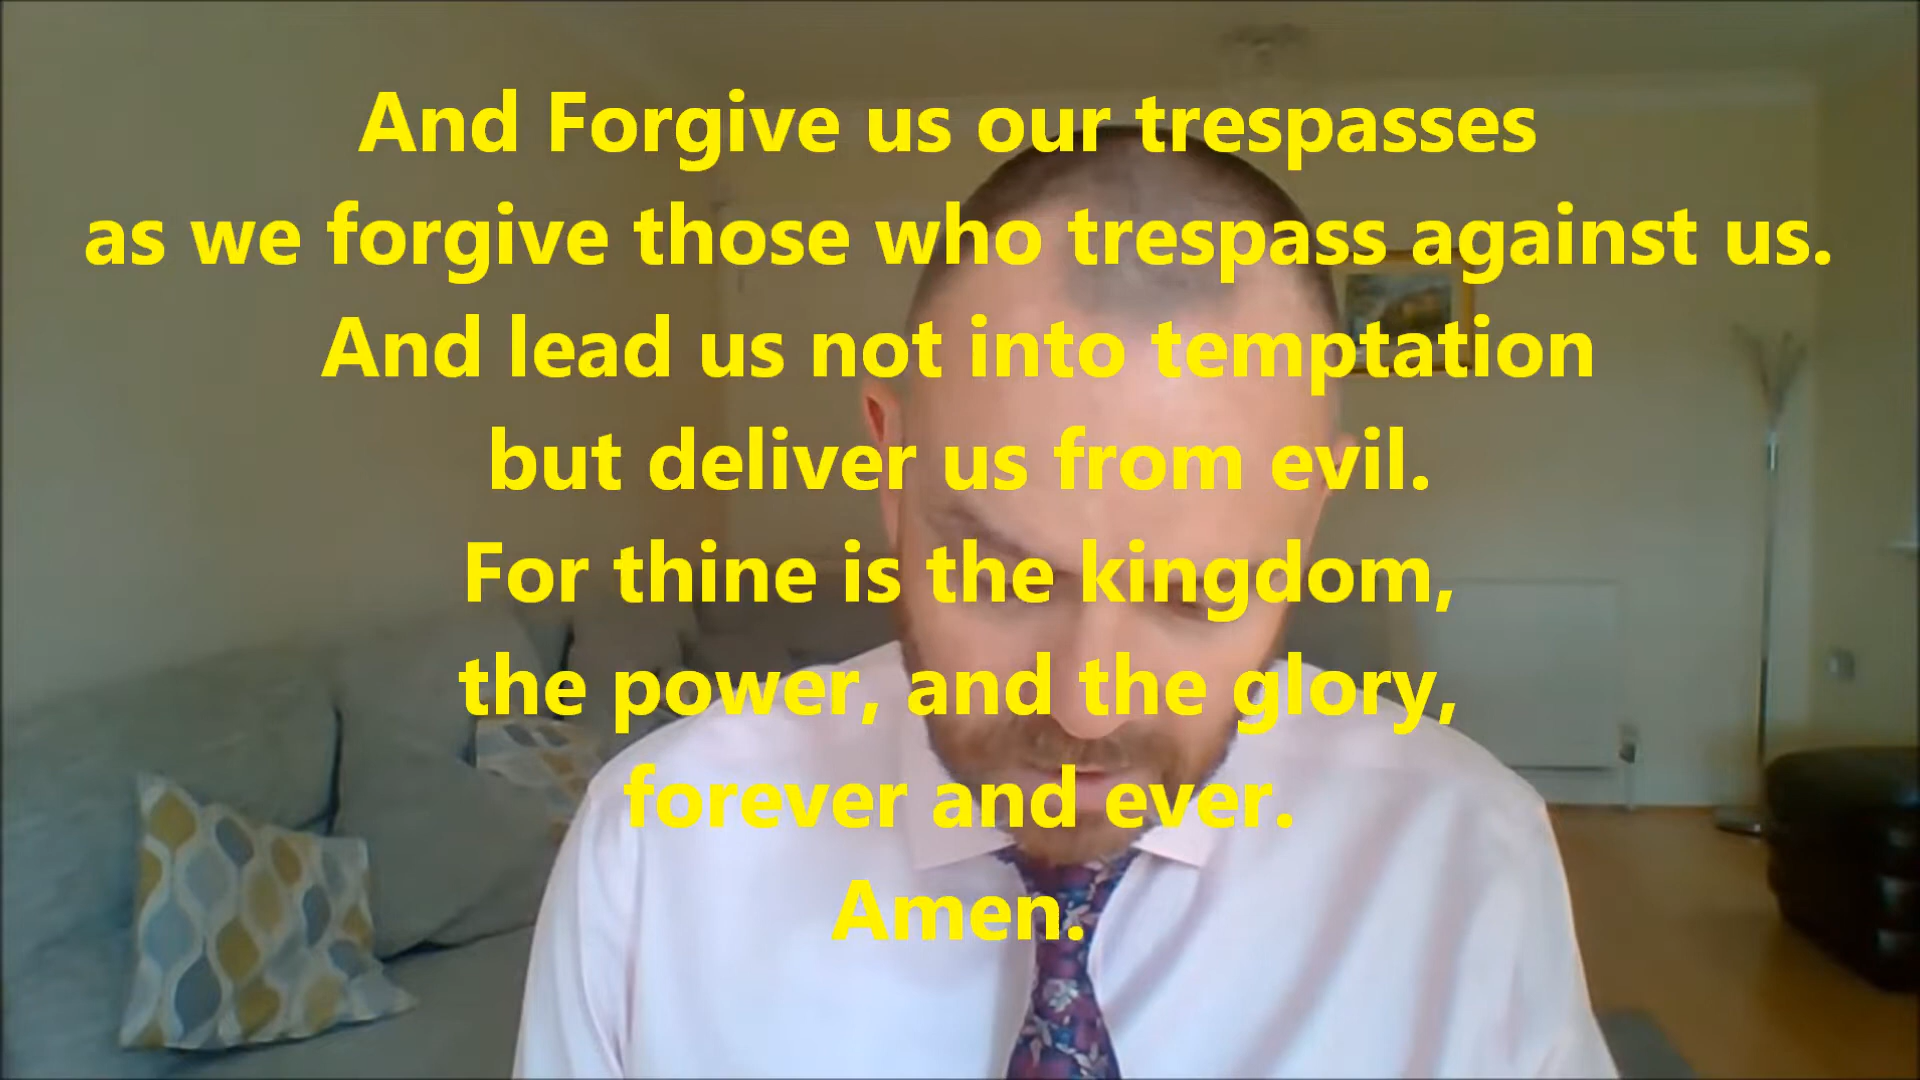 And Forgive us our trespasses
as we forgive those who trespass against us.
And lead us not into temptation
but deliver us from evil.
For thine is the kingdom,
the power, and the glory,
forever and ever.
Amen.